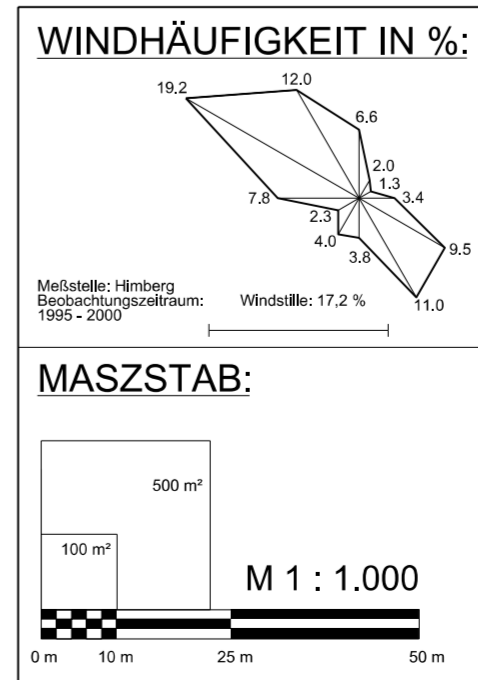 WINDHÄUFIGKEIT IN %:
12.0
19.2
6.6
2.0
1.3
3.4
7.8
2.3
4.0
3.8
9.5
11.0
Meßstelle: Himberg
Beobachtungszeitraum:
1995 - 2000
Windstille: 17,2 %
MASZSTAB:
500 m²
100 m²
M 1 : 1.000
0 m 10 m 25 m 50 m